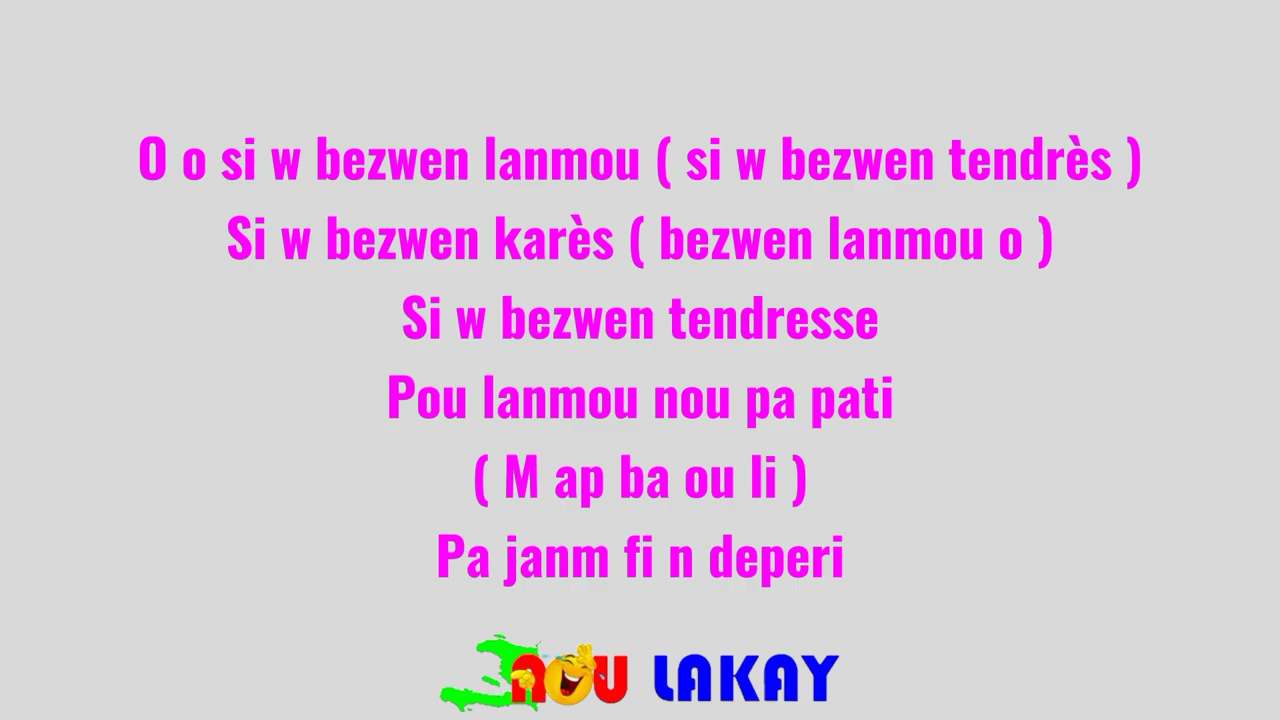 O o si w bezwen lanmou ( si w bezwen tendrès )
Si w bezwen karès ( bezwen lanmou o )
Si w bezwen tendresse
Pou lanmou nou pa pati
( M ap ba ou li )
Pa janm fi n deperi
NOU LAKAY